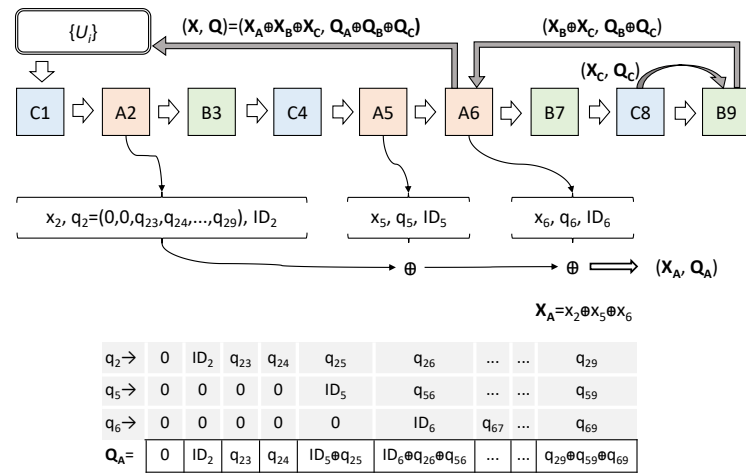 (X, Q)=(X_A⊕X_B⊕X_C, Q_A⊕Q_B⊕Q_C)
(X_B⊕X_C, Q_B⊕Q_C)
{U_i}
(X_C, Q_C)
C1 A2 B3 C4 A5 A6 B7 C8 B9
x_2, q_2=(0,0,q_23,q_24,...,q_29), ID_2 x_5, q_5, ID_5 x_6, q_6, ID_6
⊕ ⊕ (X_A, Q_A)
X_A=x_2⊕x_5⊕x_6
q_2→ 0 ID_2 q_23 q_24 q_25 q_26 ... ... q_29
q_5→ 0 0 0 0 ID_5 q_56 ... ... q_59
q_6→ 0 0 0 0 0 ID_6 q_67 ... q_69
Q_A= 0 ID_2 q_23 q_24 ID_5⊕q_25 ID_6⊕q_26⊕q_56 ... ... q_29⊕q_59⊕q_69